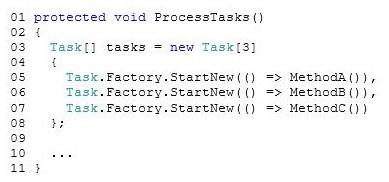 01 protected void ProcessTasks()
02 {
03   Task[] tasks = new Task[3]
04   {
05     Task.Factory.StartNew(() => MethodA()),
06     Task.Factory.StartNew(() => MethodB()),
07     Task.Factory.StartNew(() => MethodC())
08   };
09
10   ...
11 }